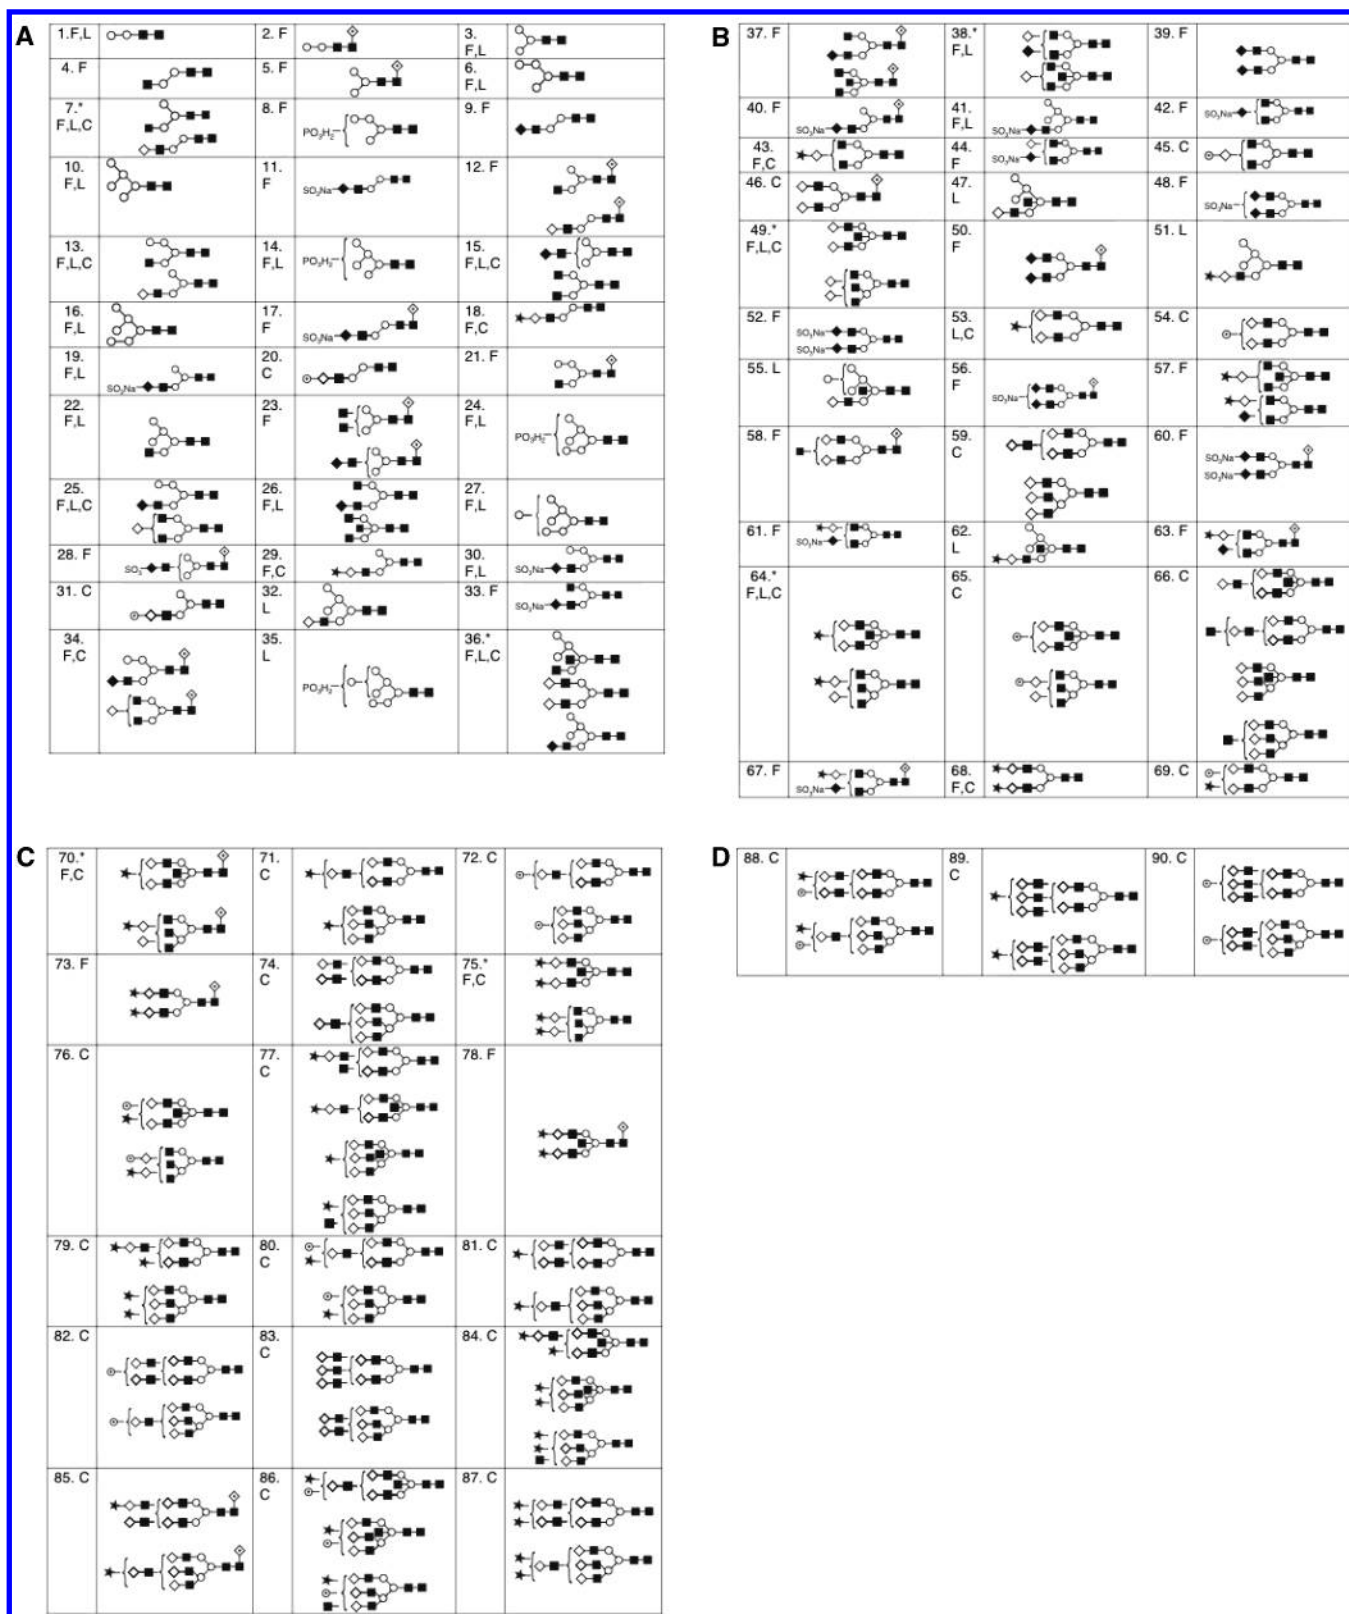 A
1.F,L
2. F
3.
F,L
4. F
5. F
6.
F,L
7.*
F,L,C
8. F
PO3H2
9. F
10.
F,L
11.
F
SO3Na
12. F
13.
F,L,C
14.
F,L
PO3H2
15.
F,L,C
16.
F,L
17.
F
SO3Na
18.
F,C
19.
F,L
SO3Na
20.
C
21. F
22.
F,L
23.
F
24.
F,L
PO3H2
25.
F,L,C
26.
F,L
27.
F,L
28. F
SO3
29.
F,C
30.
F,L
SO3Na
31. C
32.
L
33. F
SO3Na
34.
F,C
35.
L
PO3H2
36.*
F,L,C
B
37. F
38.*
F,L
39. F
40. F
SO3Na
41.
F,L
SO3Na
42. F
SO3Na
43.
F,C
44.
F
SO3Na
45. C
46. C
47.
L
48. F
SO3Na
49.*
F,L,C
50.
F
51. L
52. F
SO3Na
SO3Na
53.
L,C
54. C
55. L
56.
F
SO3Na
57. F
58. F
59.
C
60. F
SO3Na
SO3Na
61. F
SO3Na
62.
L
63. F
64.*
F,L,C
65.
C
66. C
67. F
SO3Na
68.
F,C
69. C
C
70.*
F,C
71.
C
72. C
73. F
74.
C
75.*
F,C
76. C
77.
C
78. F
79. C
80.
C
81. C
82. C
83.
C
84. C
85. C
86.
C
87. C
D
88. C
89.
C
90. C